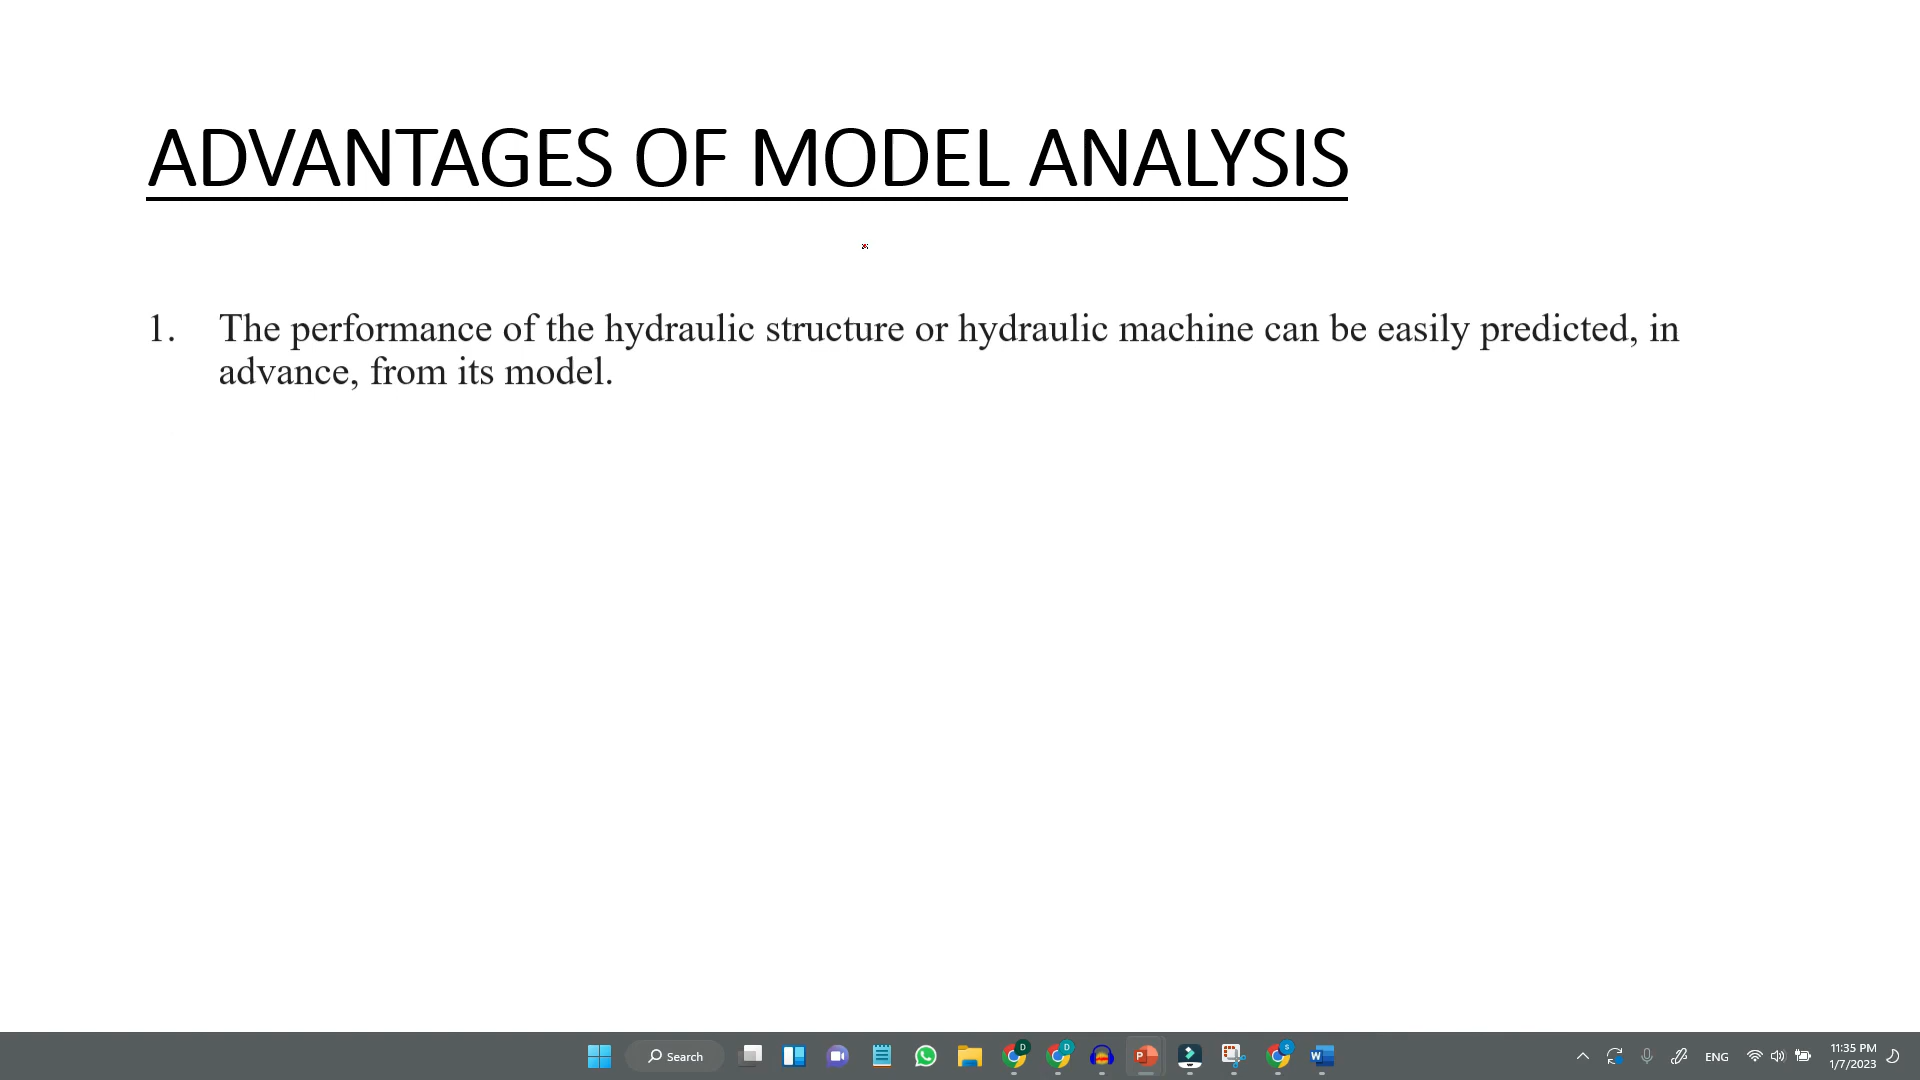 ADVANTAGES OF MODEL ANALYSIS
1. The performance of the hydraulic structure or hydraulic machine can be easily predicted, in
advance, from its model.
Search
ENG
11:35 PM
1/7/2023